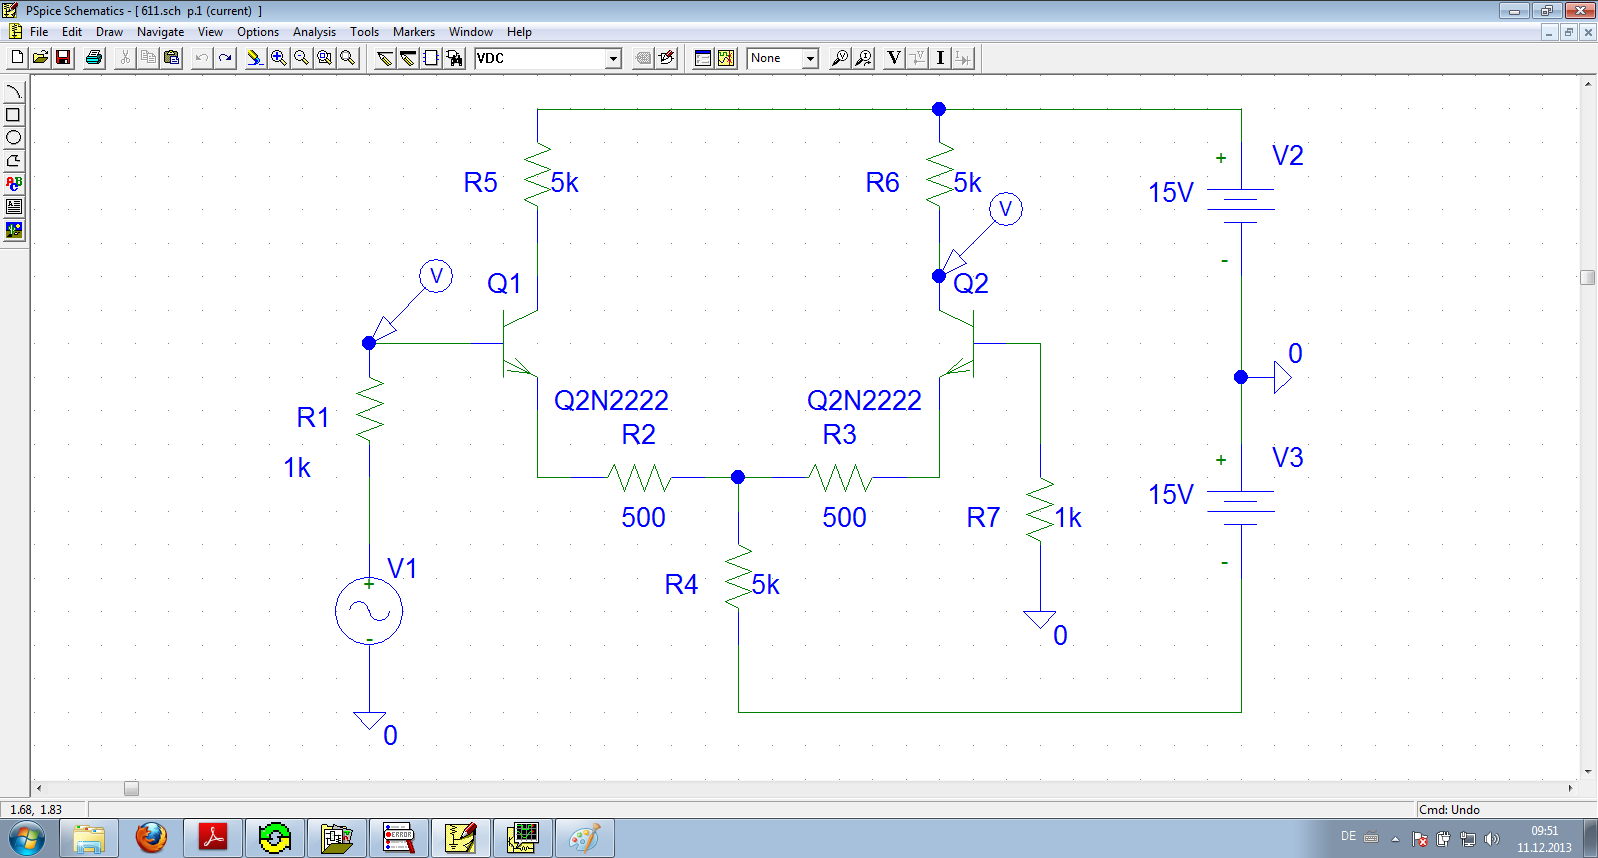 PSpice Schematics - [ 611.sch  p.1 (current)  ]
File Edit Draw Navigate View Options Analysis Tools Markers Window Help
VDC None V I
ABC
R5 5k R6 5k + V2
15V
V
V Q1 Q2 -
0
R1 Q2N2222 Q2N2222
R2 R3 + V3
1k 15V
500 500 R7 1k
V1 + R4 5k -
-
0
0
1.68, 1.83 Cmd: Undo
ERROR DE 09:51
11.12.2013